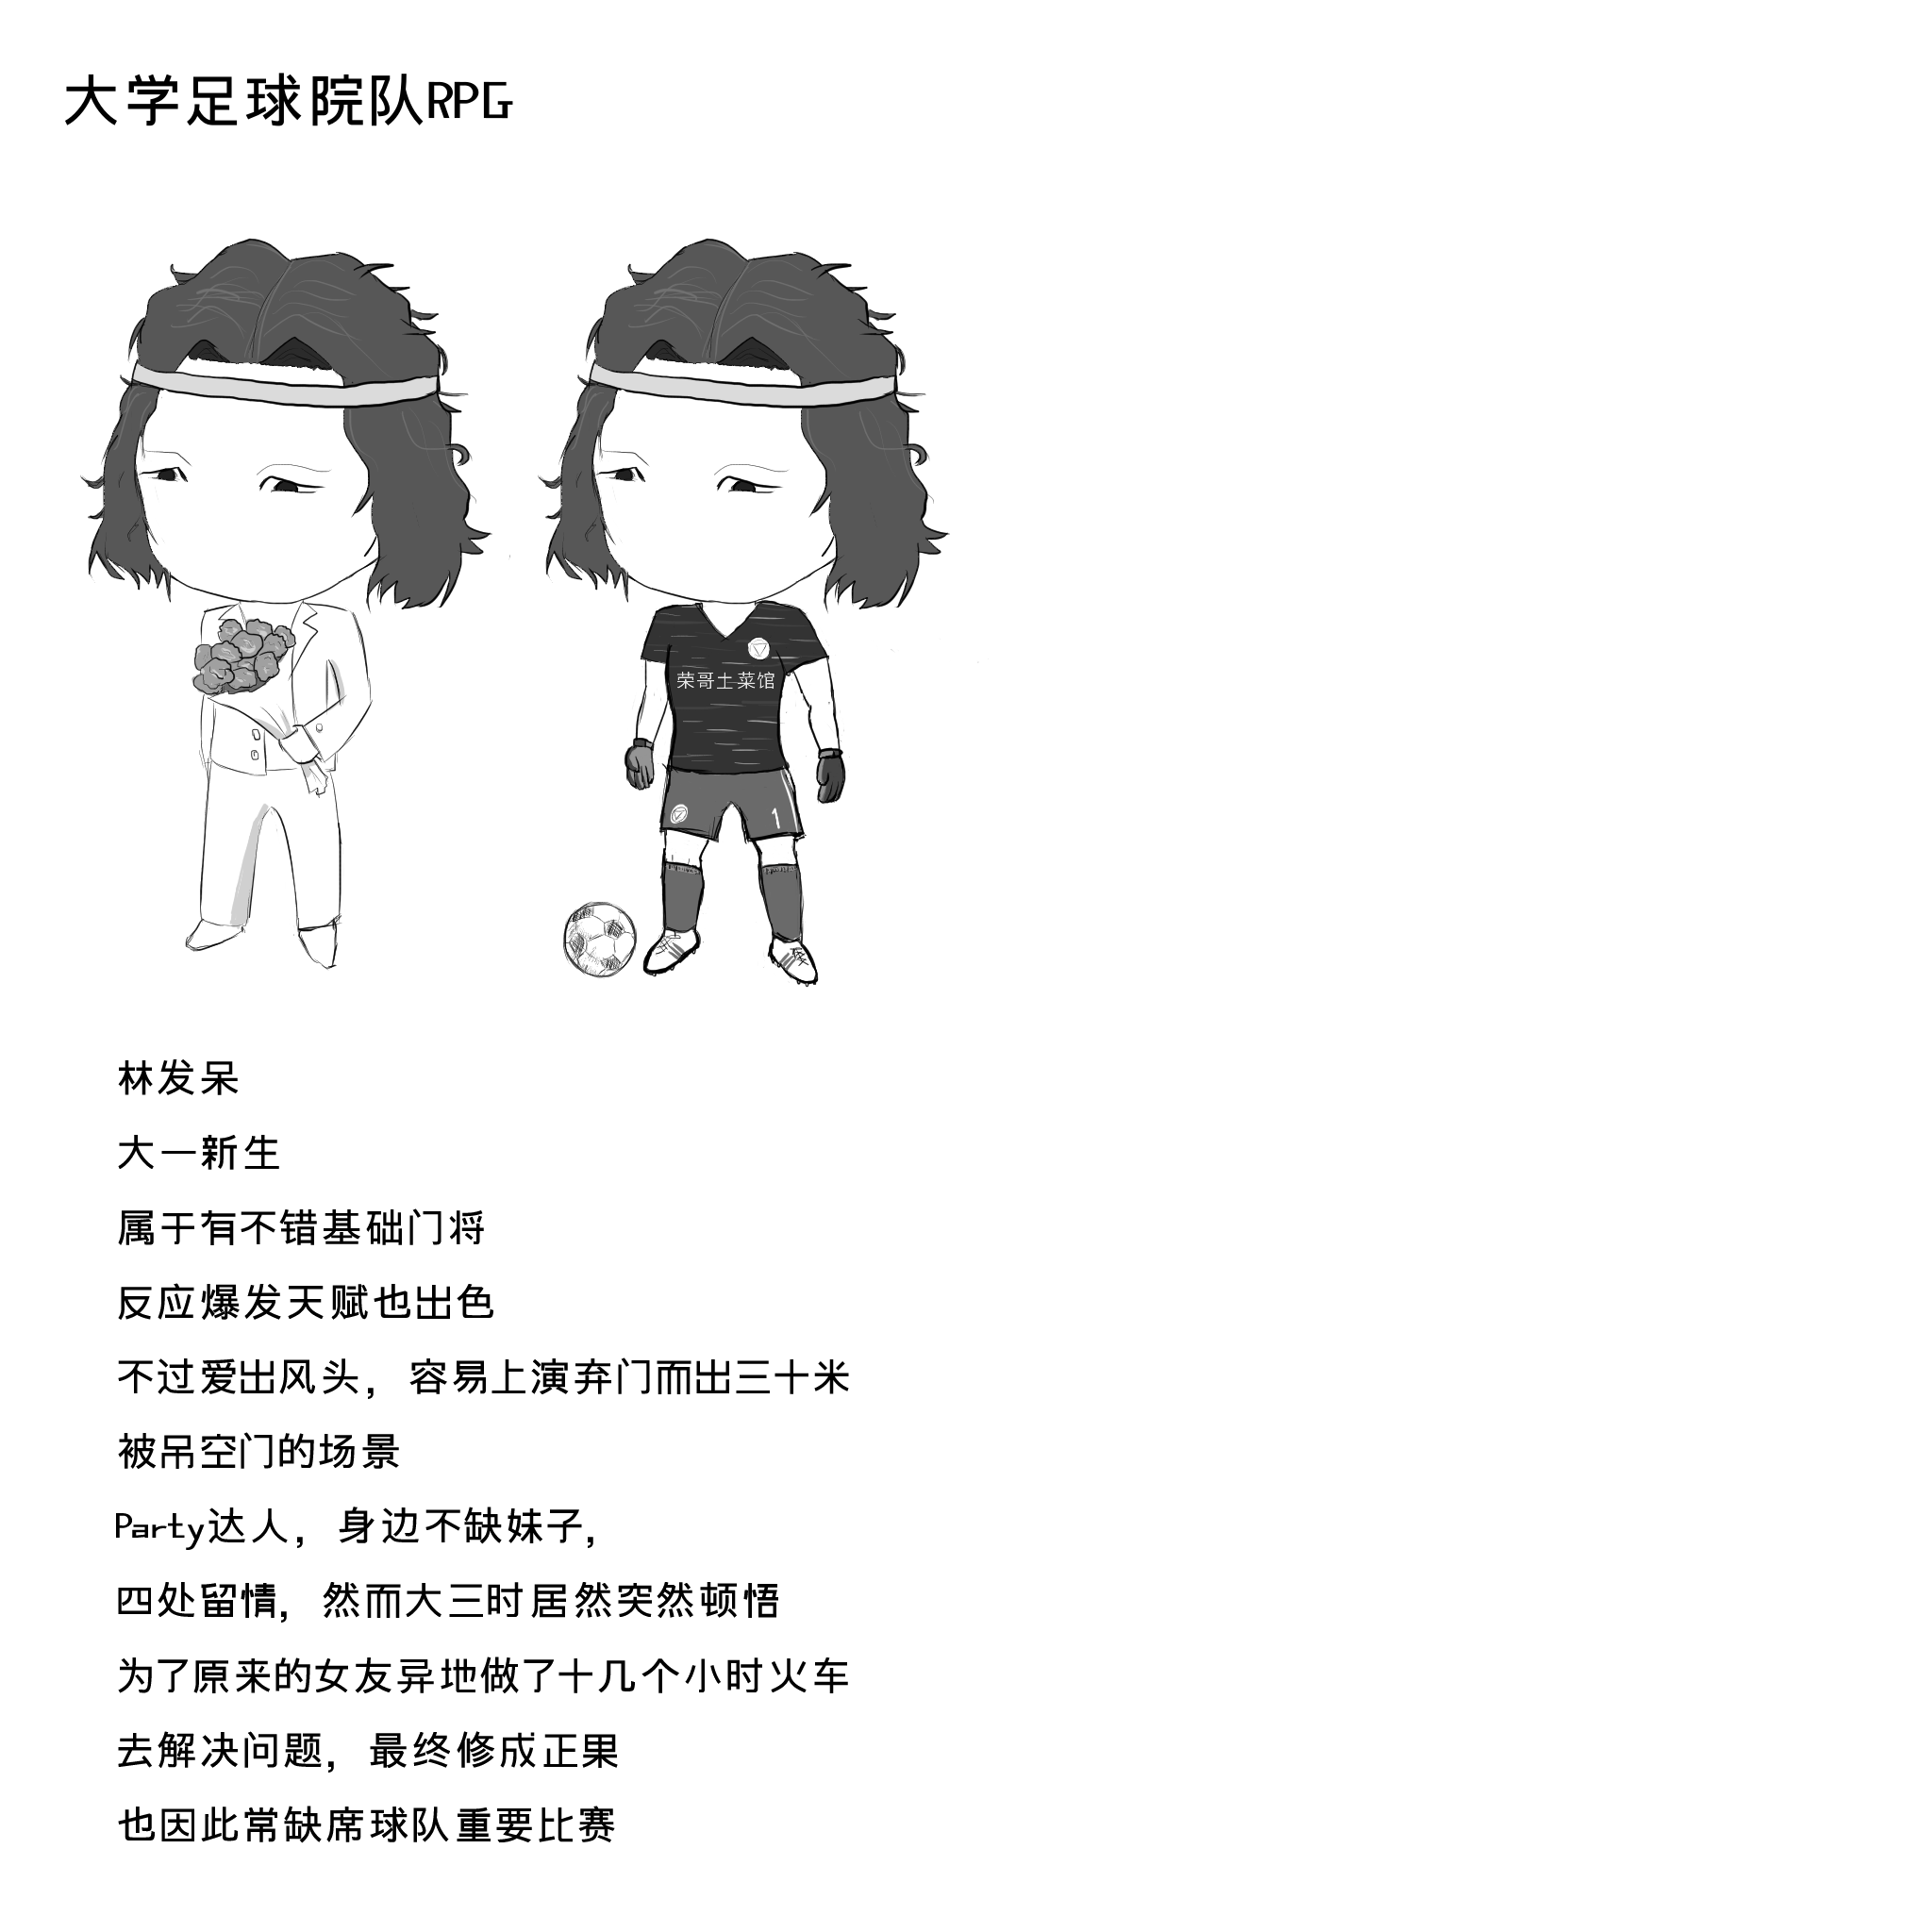 大学足球院队RPG
荣哥土菜馆
1
林发呆
大一新生
属于有不错基础门将
反应爆发天赋也出色
不过爱出风头，容易上演弃门而出三十米
被吊空门的场景
Party达人，身边不缺妹子，
四处留情，然而大三时居然突然顿悟
为了原来的女友异地做了十几个小时火车
去解决问题，最终修成正果
也因此常缺席球队重要比赛